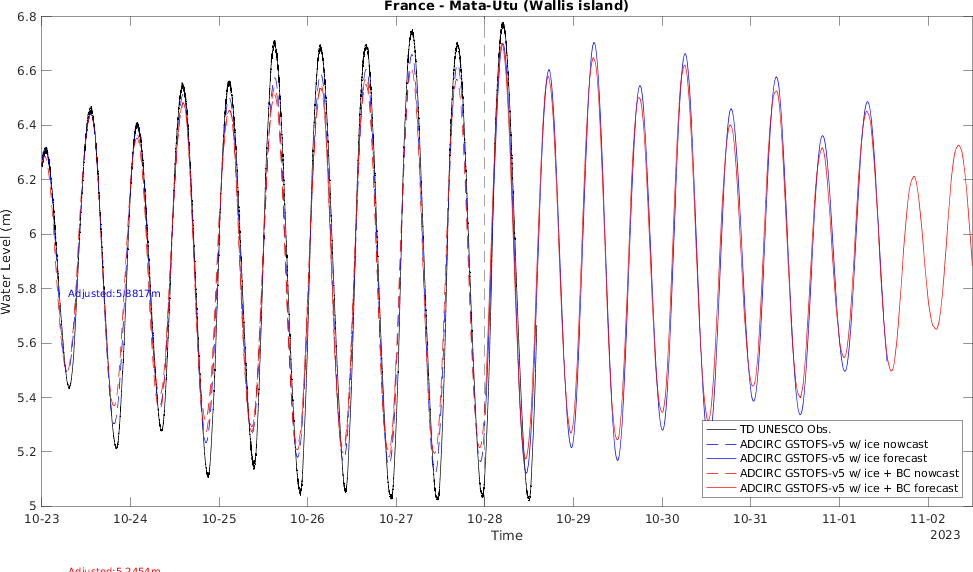 France - Mata-Utu (Wallis island)
6.8
6.6
6.4
6.2
6
5.8
5.6
5.4
5.2
5
Water Level (m)
Adjusted:5.8817m
TD UNESCO Obs.
ADCIRC GSTOFS-v5 w/ ice nowcast
ADCIRC GSTOFS-v5 w/ ice forecast
ADCIRC GSTOFS-v5 w/ ice + BC nowcast
ADCIRC GSTOFS-v5 w/ ice + BC forecast
10-23 10-24 10-25 10-26 10-27 10-28 10-29 10-30 10-31 11-01 11-02
2023
Time
Adjusted:5.2454m